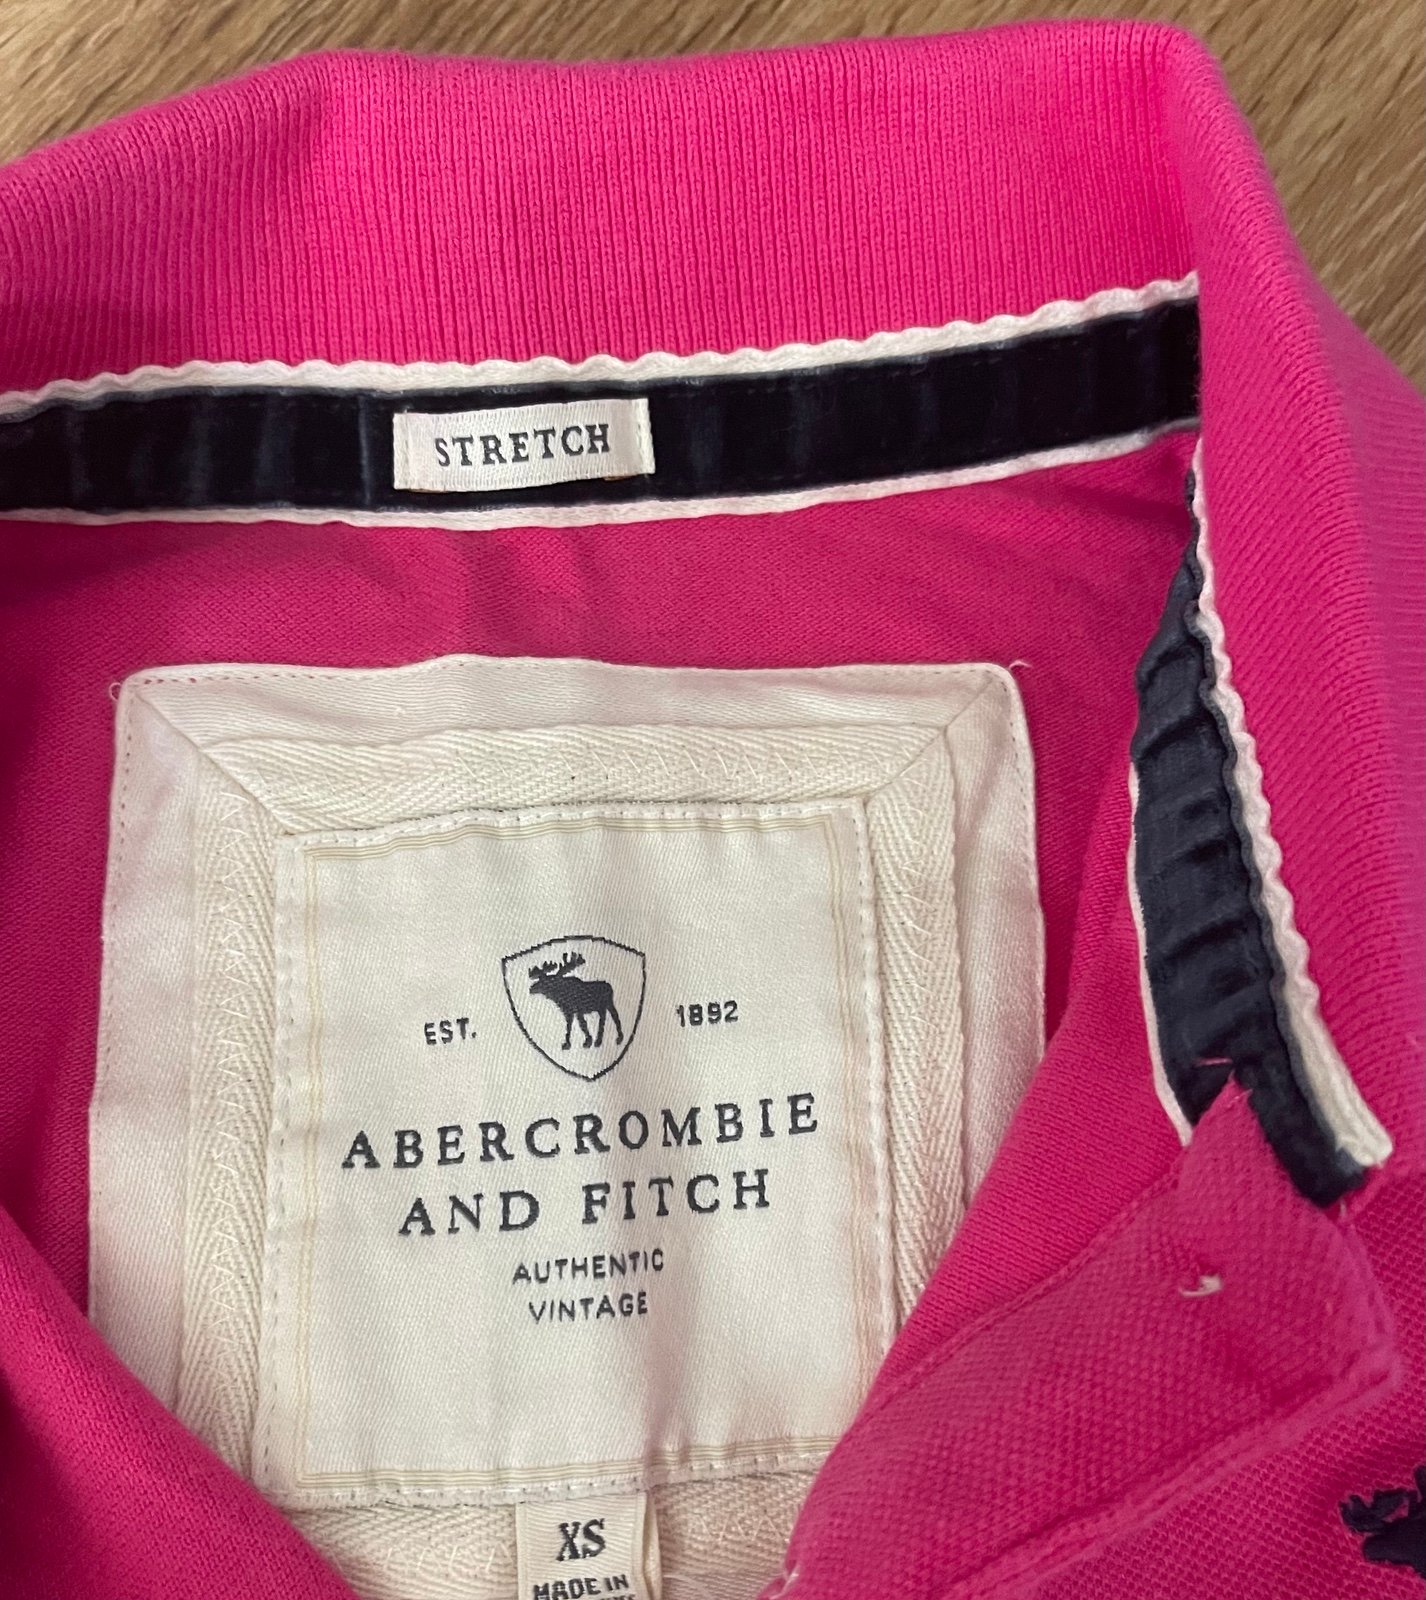 STRETCH
EST. 1892
ABERCROMBIE
AND FITCH
AUTHENTIC
VINTAGE
XS
MADE IN